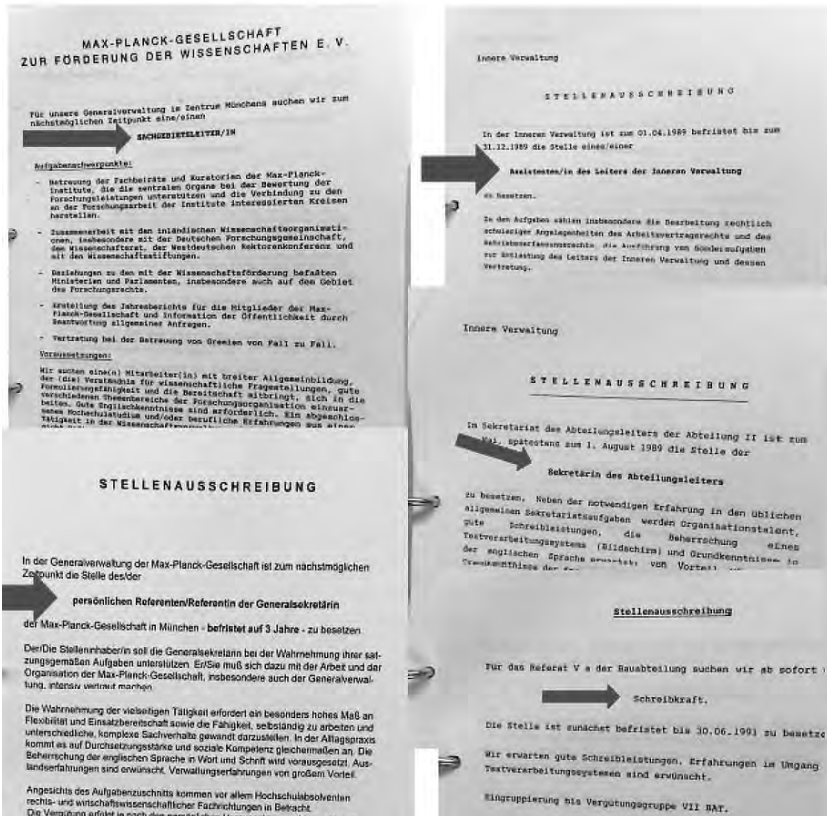 MAX-PLANCK-GESELLSCHAFT
ZUR FÖRDERUNG DER WISSENSCHAFTEN E. V.
Für unsere Generalverwaltung im Zentrum Münchens suchen wir zum
nächstmöglichen Zeitpunkt eine/einen
SACHGEBIETSLEITER/IN
Aufgabenschwerpunkte:
- Betreuung der Fachbeiräte und Kuratorien der Max-Planck-
Institute, die die zentralen Organe bei der Bewertung der
Forschungsleistungen unterstützen und die Verbindung zu den
an der Forschungsarbeit der Institute interessierten Kreisen
herstellen.
- Zusammenarbeit mit den inländischen Wissenschaftsorganisati-
onen, insbesondere mit der Deutschen Forschungsgemeinschaft,
dem Wissenschaftsrat, der Westdeutschen Rektorenkonferenz und
mit den Wissenschaftsstiftungen.
- Beziehungen zu den mit der Wissenschaftsförderung befaßten
Ministerien und Parlamenten, insbesondere auch auf dem Gebiet
des Forschungsrechts.
- Erstellung des Jahresberichts für die Mitglieder der Max-
Planck-Gesellschaft und Information der Öffentlichkeit durch
Beantwortung allgemeiner Anfragen.
- Vertretung bei der Betreuung von Gremien von Fall zu Fall.
Voraussetzungen:
Wir suchen eine(n) Mitarbeiter(in) mit breiter Allgemeinbildung,
der (die) Verständnis für wissenschaftliche Fragestellungen, gute
Formulierungsfähigkeit und die Bereitschaft mitbringt, sich in die
verschiedenen Themenbereiche der Forschungsorganisation einzuar-
beiten. Gute Englischkenntnisse sind erforderlich. Ein abgeschlos-
senes Hochschulstudium und/oder berufliche Erfahrungen aus einer
Tätigkeit in der
Innere Verwaltung
STELLENAUSSCHREIBUNG
In der Inneren Verwaltung ist zum 01.04.1989 befristet bis zum
31.12.1989 die Stelle eines/einer
Assistenten/in des Leiters der Inneren Verwaltung
zu besetzen.
Zu den Aufgaben zählen insbesondere die Bearbeitung rechtlich
schwieriger Angelegenheiten des Arbeitsvertragsrechts und des
die Ausführung von Sonderaufgaben
zur Entlastung des Leiters der Inneren Verwaltung und dessen
Vertretung.
Innere Verwaltung
STELLENAUSSCHREIBUNG
Im Sekretariat des Abteilungsleiters der Abteilung II ist zum
Mai, spätestens zum 1. August 1989 die Stelle der
Sekretärin des Abteilungsleiters
zu besetzen. Neben der notwendigen Erfahrung in den üblichen
allgemeinen Sekretariatsaufgaben werden Organisationstalent,
gute Schreibleistungen, die Beherrschung eines
Textverarbeitungssystems (Bildschirm) und Grundkenntnisse in
der englischen Sprache erwartet; von Vorteil
STELLENAUSSCHREIBUNG
In der Generalverwaltung der Max-Planck-Gesellschaft ist zum nächstmöglichen
Zeitpunkt die Stelle des/der
persönlichen Referenten/Referentin der Generalsekretärin
der Max-Planck-Gesellschaft in München - befristet auf 3 Jahre - zu besetzen
Der/Die Stelleninhaber/in soll die Generalsekretärin bei der Wahrnehmung ihrer sat-
zungsgemäßen Aufgaben unterstützen. Er/Sie muß sich dazu mit der Arbeit und der
Organisation der Max-Planck-Gesellschaft, insbesondere auch der Generalverwal-
tung, intensiv vertraut machen.
Die Wahrnehmung der vielseitigen Tätigkeit erfordert ein besonders hohes Maß an
Flexibilität und Einsatzbereitschaft sowie die Fähigkeit, selbständig zu arbeiten und
unterschiedliche, komplexe Sachverhalte gewandt darzustellen. In der Alltagspraxis
kommt es auf Durchsetzungsstärke und soziale Kompetenz gleichermaßen an. Die
Beherrschung der englischen Sprache in Wort und Schrift wird vorausgesetzt. Aus-
landserfahrungen sind erwünscht. Verwaltungserfahrungen von großem Vorteil.
Angesichts des Aufgabenzuschnitts kommen vor allem Hochschulabsolventen
rechts- und wirtschaftswissenschaftlicher Fachrichtungen in Betracht.
Die Vergütung erfolgt je nach den persönlichen
Stellenausschreibung
Für das Referat V a der Bauabteilung suchen wir ab sofort
Schreibkraft.
Die Stelle ist zunächst befristet bis 30.06.1991 zu
Wir erwarten gute Schreibleistungen, Erfahrungen im Umgang
Textverarbeitungssystemen sind erwünscht.
Eingruppierung bis Vergütungsgruppe VII BAT.